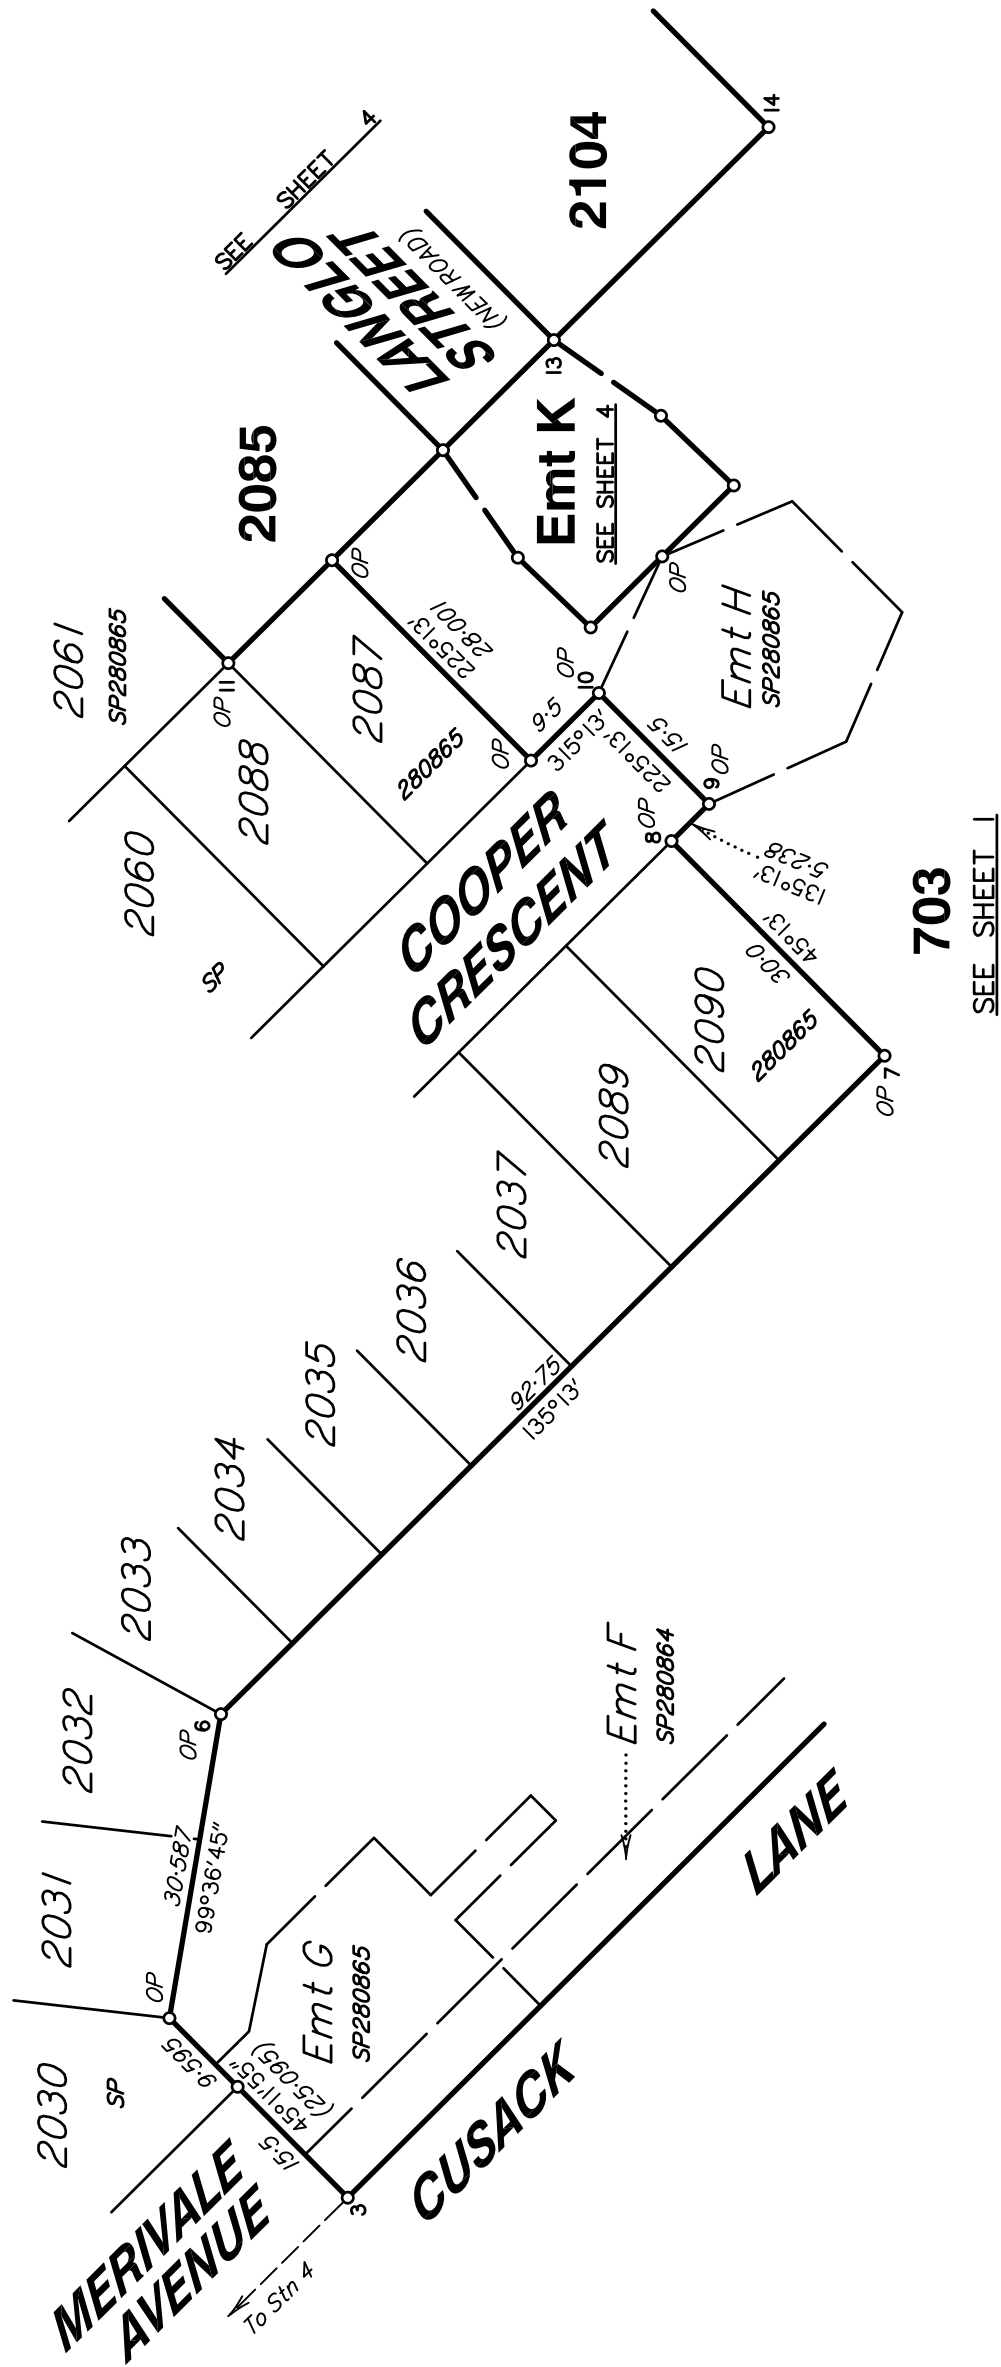 14
SEE SHEET 4
2104
LANGLO
STREET
(NEW ROAD)
13
2085
Emt K
SEE SHEET 4
OP
2061
SP280865
OP
11
225°13'
28·001
2087
280865
2088
OP
2060
SP
OP
10
9·5
315°13'
OP
Emt H
SP280865
15·5
225°13'
9
OP
8
OP
5·238
135°13'
COOPER
CRESCENT
703
SEE SHEET 1
45°13'
30·0
2090
280865
OP
7
2089
2037
2036
92·75
135°13'
2035
2034
2033
2032
OP
6
2031
30·587
99°36'45"
OP
Emt F
SP280864
LANE
Emt G
SP280865
2030
SP
9·595
45°11'55"
(25·095)
15·5
CUSACK
MERIVALE
AVENUE
3
To Stn 4